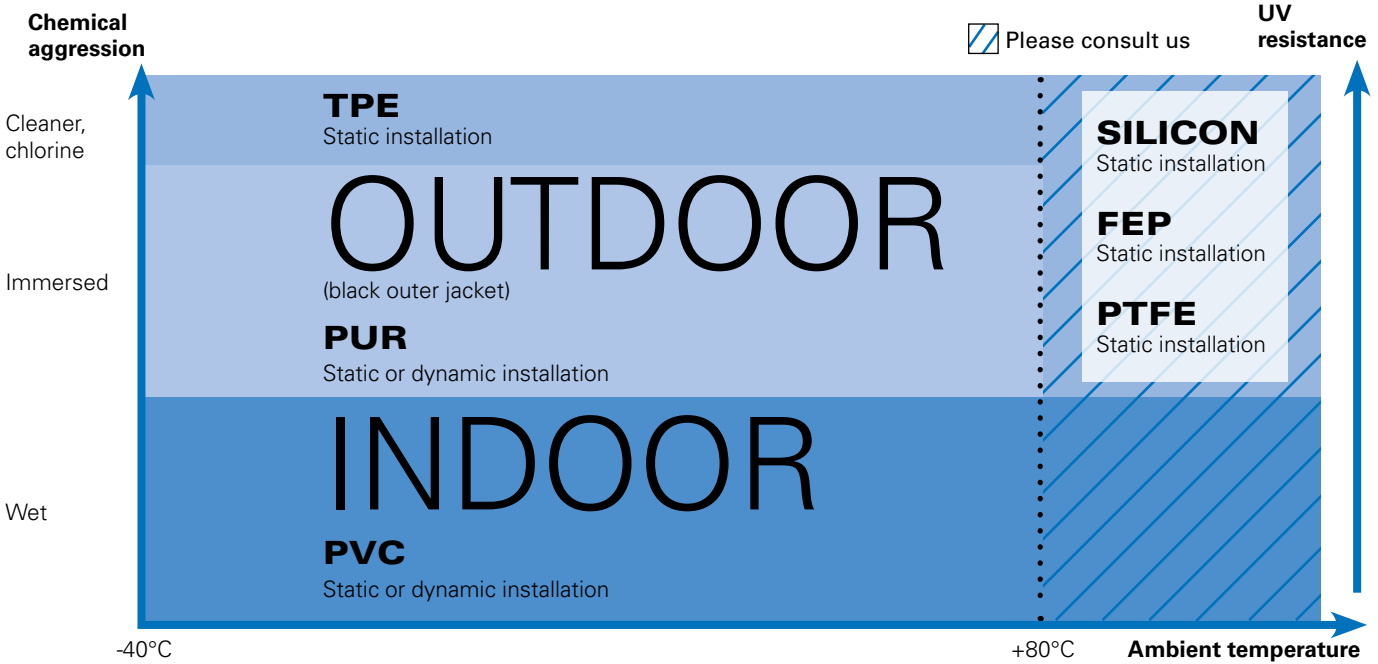 Chemical
aggression
Please consult us
UV
resistance
Cleaner,
chlorine
TPE
Static installation
SILICON
Static installation
OUTDOOR
(black outer jacket)
FEP
Static installation
Immersed
PUR
Static or dynamic installation
PTFE
Static installation
INDOOR
Wet
PVC
Static or dynamic installation
-40°C
+80°C
Ambient temperature